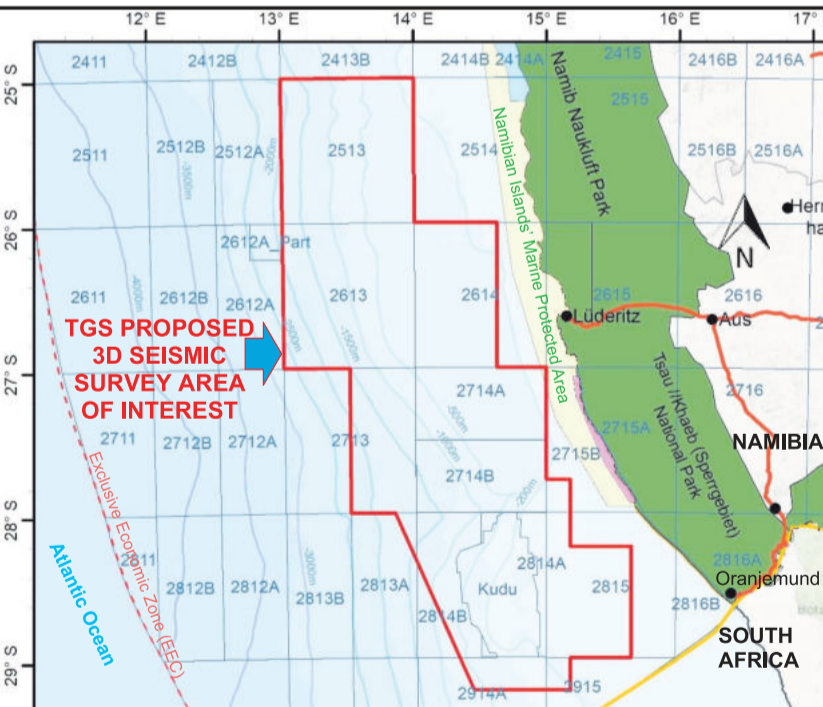 12° E
13° E
14° E
15° E
16° E
17°
25° S
26° S
27° S
28° S
29° S
2411
2412B
2413B
2414B
2414A
2415
2416B
2416A
2511
2512B
2512A
2513
2514
2515
2516B
2516A
-3500m
-2000m
Namibian Islands' Marine Protected Area
Namib Naukluft Park
Herm
ha
N
2612A_Part
2611
2612B
2612A
2613
2614
2615
2616
-4000m
-1500m
Lüderitz
Aus
TGS PROPOSED
3D SEISMIC
SURVEY AREA
OF INTEREST
2714A
2716
-500m
-1000m
2711
2712B
2712A
2713
2714B
2715B
2715A
-200m
Tsau //Khaeb (Sperrgebiet)
National Park
NAMIBIA
Exclusive Economic Zone (EEC)
Atlantic Ocean
2811
2812B
2812A
2813B
2813A
2814B
2814A
Kudu
2815
2816B
2816A
-3000m
Oranjemund
SOUTH
AFRICA
2914A
2915